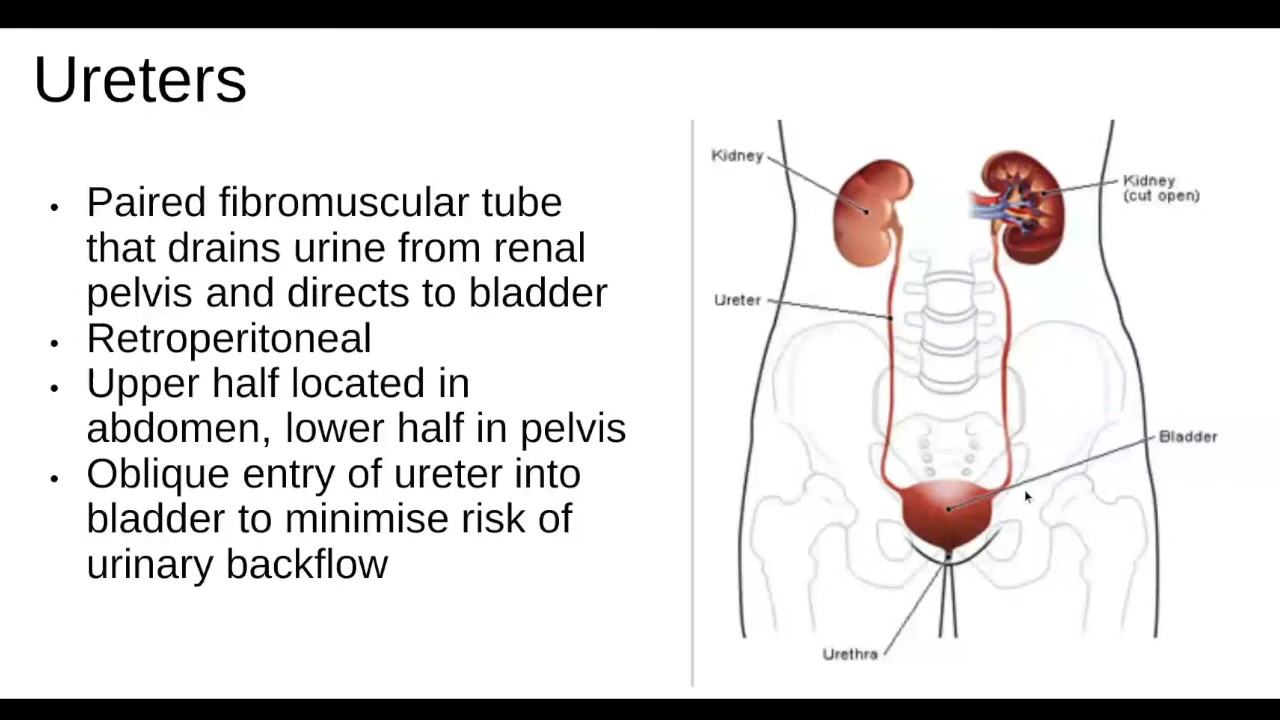 Ureters
• Paired fibromuscular tube
that drains urine from renal
pelvis and directs to bladder
• Retroperitoneal
• Upper half located in
abdomen, lower half in pelvis
• Oblique entry of ureter into
bladder to minimise risk of
urinary backflow
Kidney
Kidney
(cut open)
Ureter
Bladder
Urethra